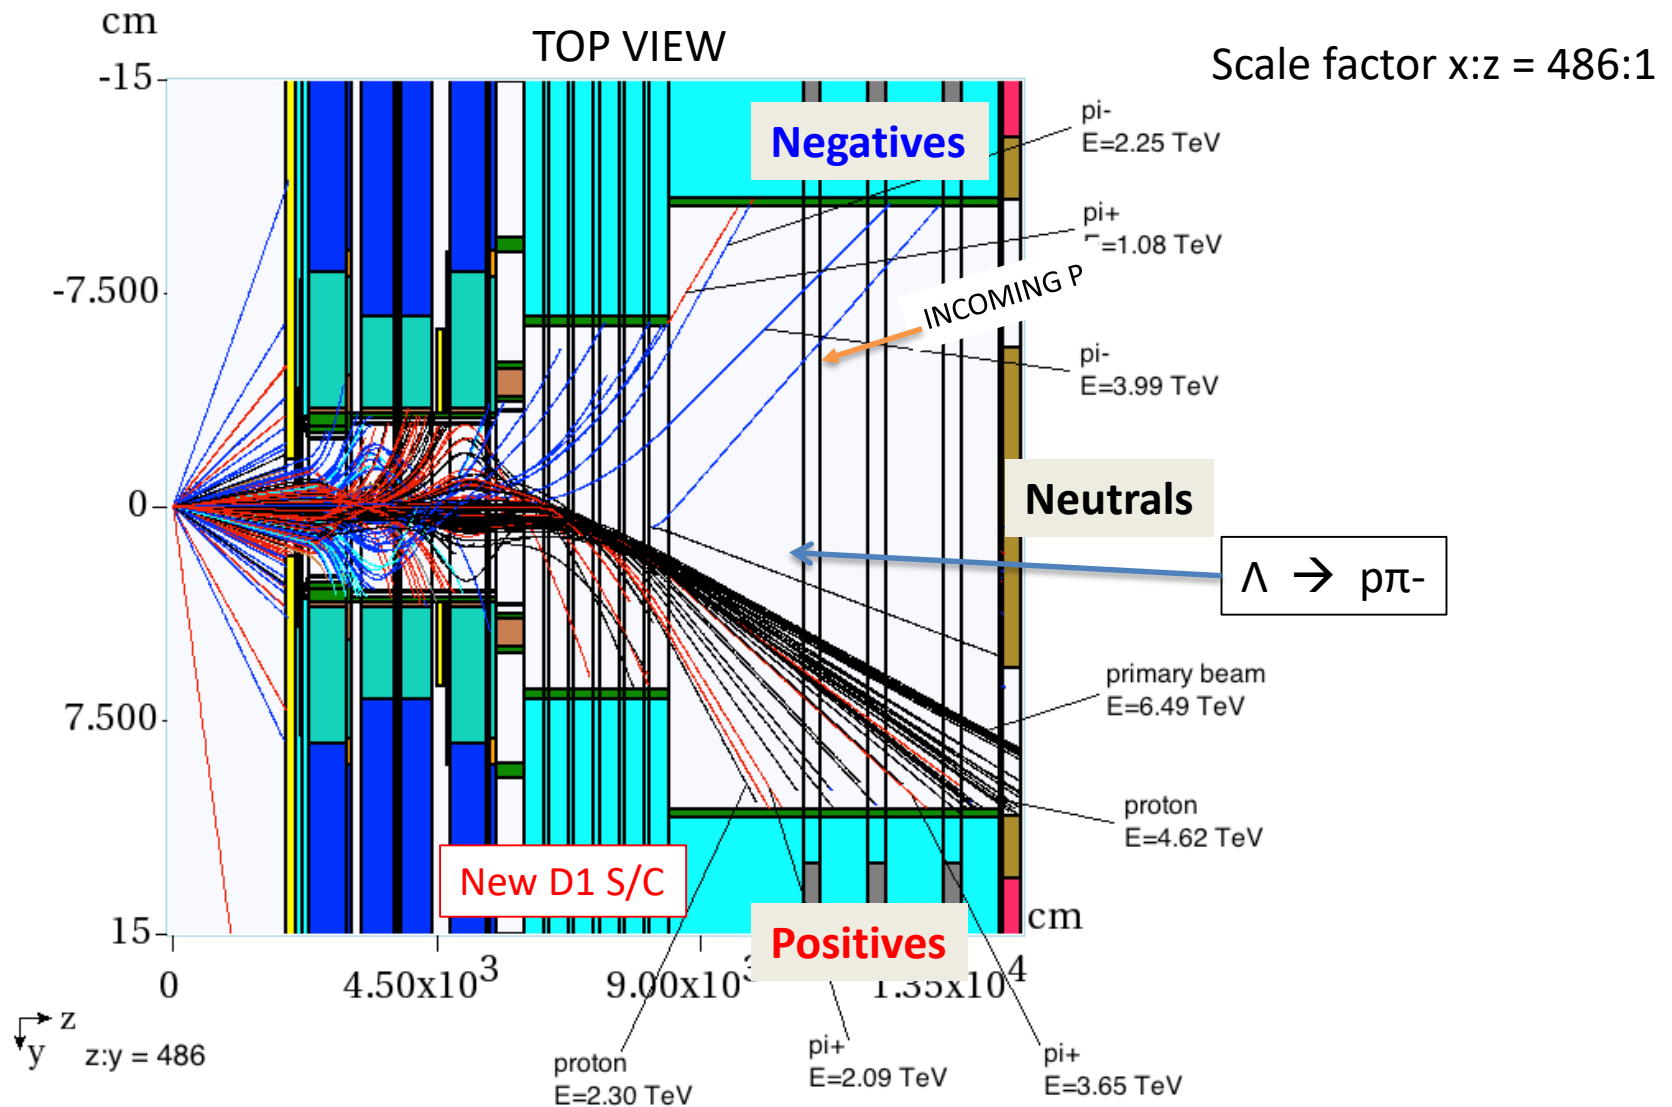 cm
TOP VIEW
Scale factor x:z = 486:1
-15
pi-
E=2.25 TeV
Negatives
pi+
=1.08 TeV
-7.500
INCOMING P
pi-
E=3.99 TeV
0
Neutrals
Λ → pπ-
primary beam
E=6.49 TeV
7.500
proton
E=4.62 TeV
New D1 S/C
15
cm
Positives
0
4.50x10³
9.00x10³
1.35x10⁴
z
y
z:y = 486
proton
E=2.30 TeV
pi+
E=2.09 TeV
pi+
E=3.65 TeV